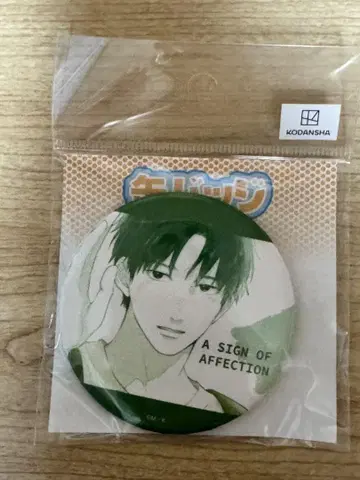 KODANSHA
缶バッジ
A SIGN OF
AFFECTION